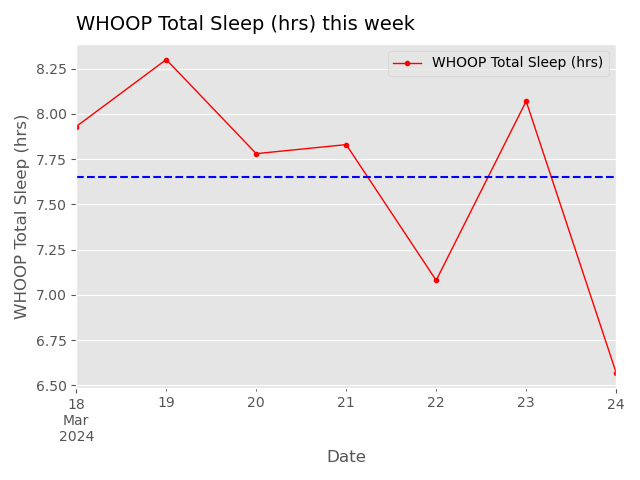 WHOOP Total Sleep (hrs) this week
WHOOP Total Sleep (hrs)
WHOOP Total Sleep (hrs)
8.25
8.00
7.75
7.50
7.25
7.00
6.75
6.50
18 19 20 21 22 23 24
Mar
2024
Date